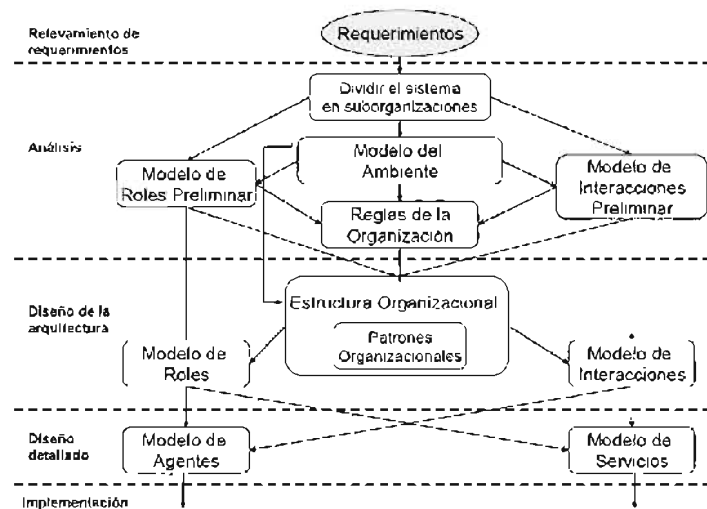 Relevamiento de
requerimientos
Requerimientos
Dividir el sistema
en suborganizaciones
Análisis
Modelo del
Ambiente
Modelo de
Roles Preliminar
Modelo de
Interacciones
Preliminar
Reglas de la
Organización
Estructura Organizacional
Diseño de la
arquitectura
Patrones
Organizacionales
Modelo de
Roles
Modelo de
Interacciones
Diseño
detallado
Modelo de
Agentes
Modelo de
Servicios
Implementación